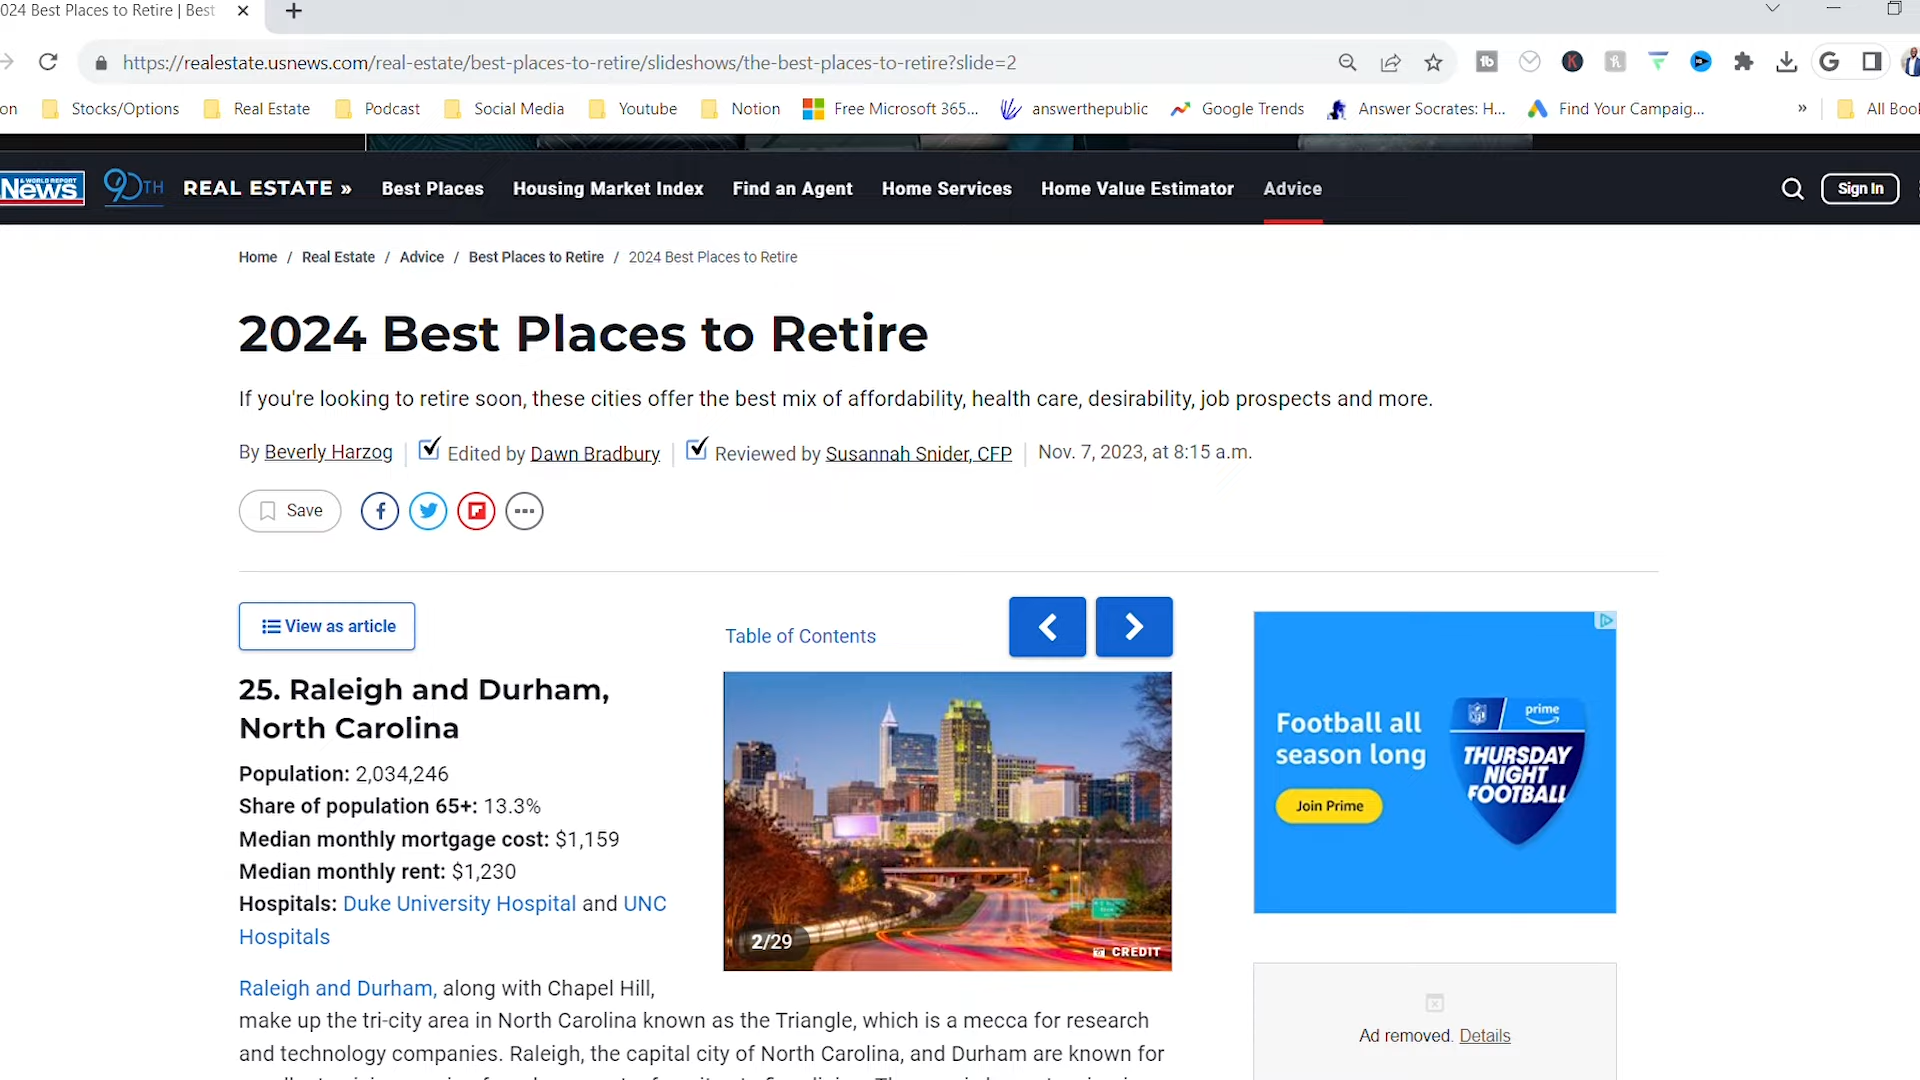 024 Best Places to Retire | Best
https://realestate.usnews.com/real-estate/best-places-to-retire/slideshows/the-best-places-to-retire?slide=2
on Stocks/Options Real Estate Podcast Social Media Youtube Notion Free Microsoft 365... answerthepublic Google Trends Answer Socrates: H... Find Your Campaig... » All Book
& WORLD REPORT
News 90TH REAL ESTATE » Best Places Housing Market Index Find an Agent Home Services Home Value Estimator Advice Sign In
Home / Real Estate / Advice / Best Places to Retire / 2024 Best Places to Retire
2024 Best Places to Retire
If you're looking to retire soon, these cities offer the best mix of affordability, health care, desirability, job prospects and more.
By Beverly Harzog | Edited by Dawn Bradbury | Reviewed by Susannah Snider, CFP | Nov. 7, 2023, at 8:15 a.m.
Save
View as article
Table of Contents
25. Raleigh and Durham,
North Carolina
Population: 2,034,246
Share of population 65+: 13.3%
Median monthly mortgage cost: $1,159
Median monthly rent: $1,230
Hospitals: Duke University Hospital and UNC
Hospitals
2/29
CREDIT
Raleigh and Durham, along with Chapel Hill,
make up the tri-city area in North Carolina known as the Triangle, which is a mecca for research
and technology companies. Raleigh, the capital city of North Carolina, and Durham are known for
Football all
season long
Join Prime
NFL prime
THURSDAY
NIGHT
FOOTBALL
Ad removed. Details